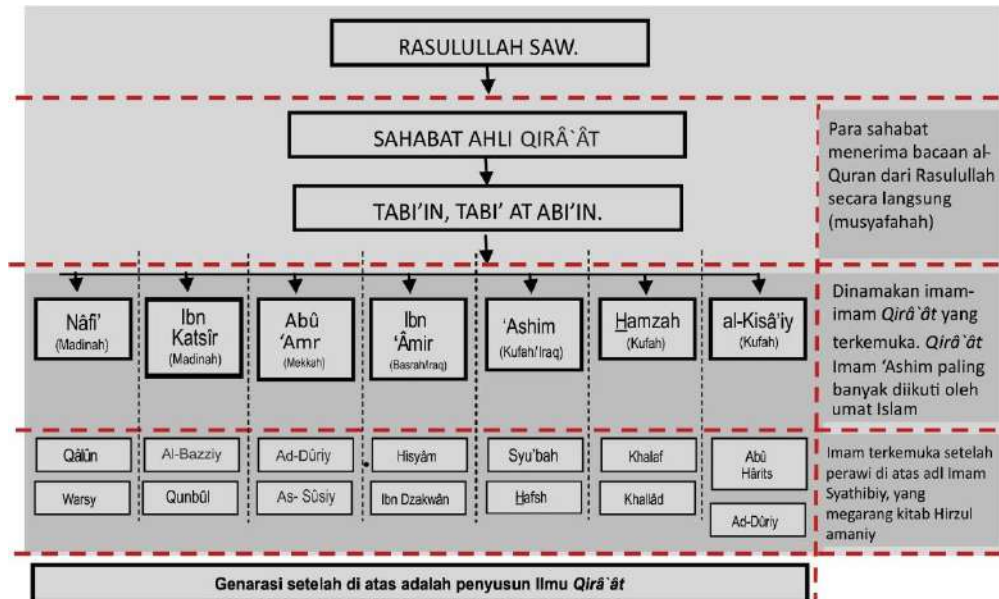 RASULULLAH SAW.
SAHABAT AHLI QIRÂ`ÂT
TABI'IN, TABI' AT ABI'IN.
Para sahabat
menerima bacaan al-
Quran dari Rasulullah
secara langsung
(musyafahah)
Nâfi'
(Madinah)
Ibn
Katsîr
(Madinah)
Abû
'Amr
(Mekkah)
Ibn
'Âmir
(Basrah/Iraq)
'Ashim
(Kufah/'Iraq)
Hamzah
(Kufah)
al-Kisâ'iy
(Kufah)
Dinamakan imam-
imam Qirâ`ât yang
terkemuka. Qirâ`ât
Imam 'Ashim paling
banyak diikuti oleh
umat Islam
Qâlûn
Al-Bazziy
Ad-Dûriy
Hisyâm
Syu'bah
Khalaf
Abû
Hârits
Warsy
Qunbûl
As- Sûsiy
Ibn Dzakwân
Hafsh
Khallâd
Ad-Dûriy
Imam terkemuka setelah
perawi di atas adl Imam
Syathibiy, yang
megarang kitab Hirzul
amaniy
Genarasi setelah di atas adalah penyusun Ilmu Qirâ`ât